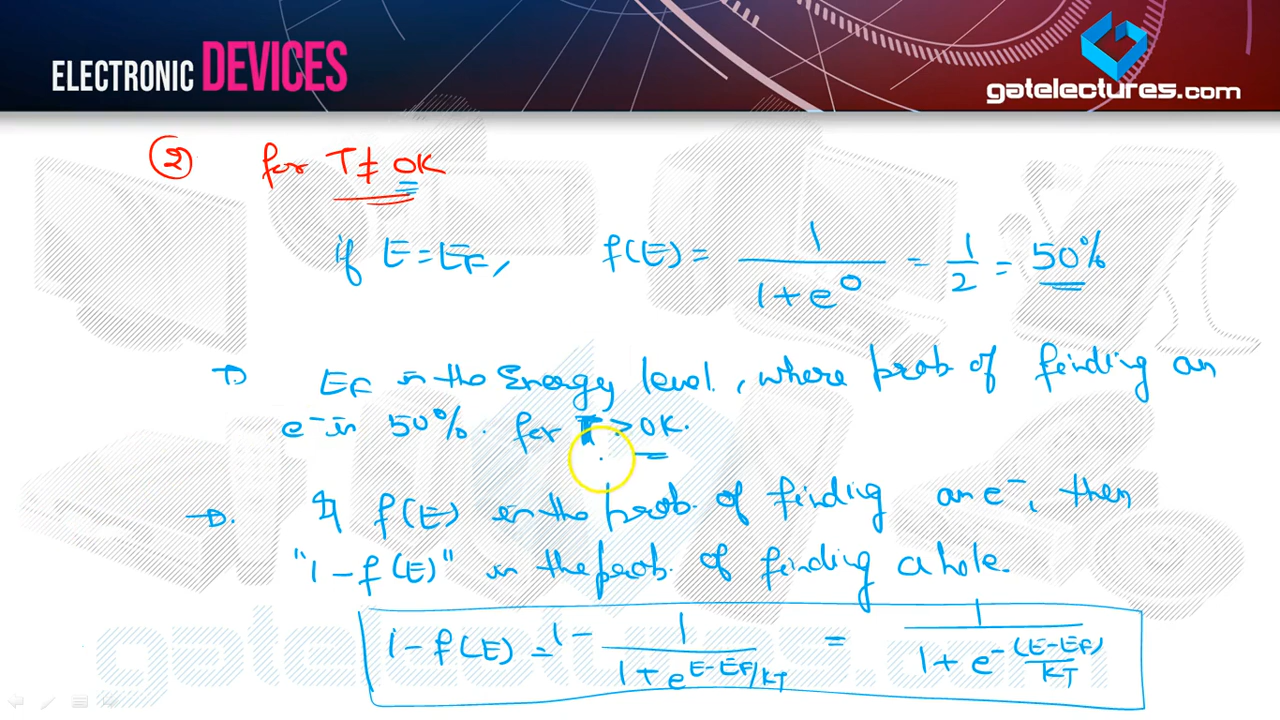 ELECTRONIC DEVICES
gatelectures.com
② for T ≠ 0K
if E = EF, f(E) = 1/(1+e^0) = 1/2 = 50%
→ EF is the Energy level, where prob of finding an
e⁻ is 50%. for T > 0K.
→ If f(E) is the prob. of finding an e⁻, then
"1 – f(E)" is the prob. of finding a hole.
1 – f(E) = 1 – 1/(1+e^(E–EF/kT)) = 1/(1+e^(–(E–EF)/kT))
gatelectures.com